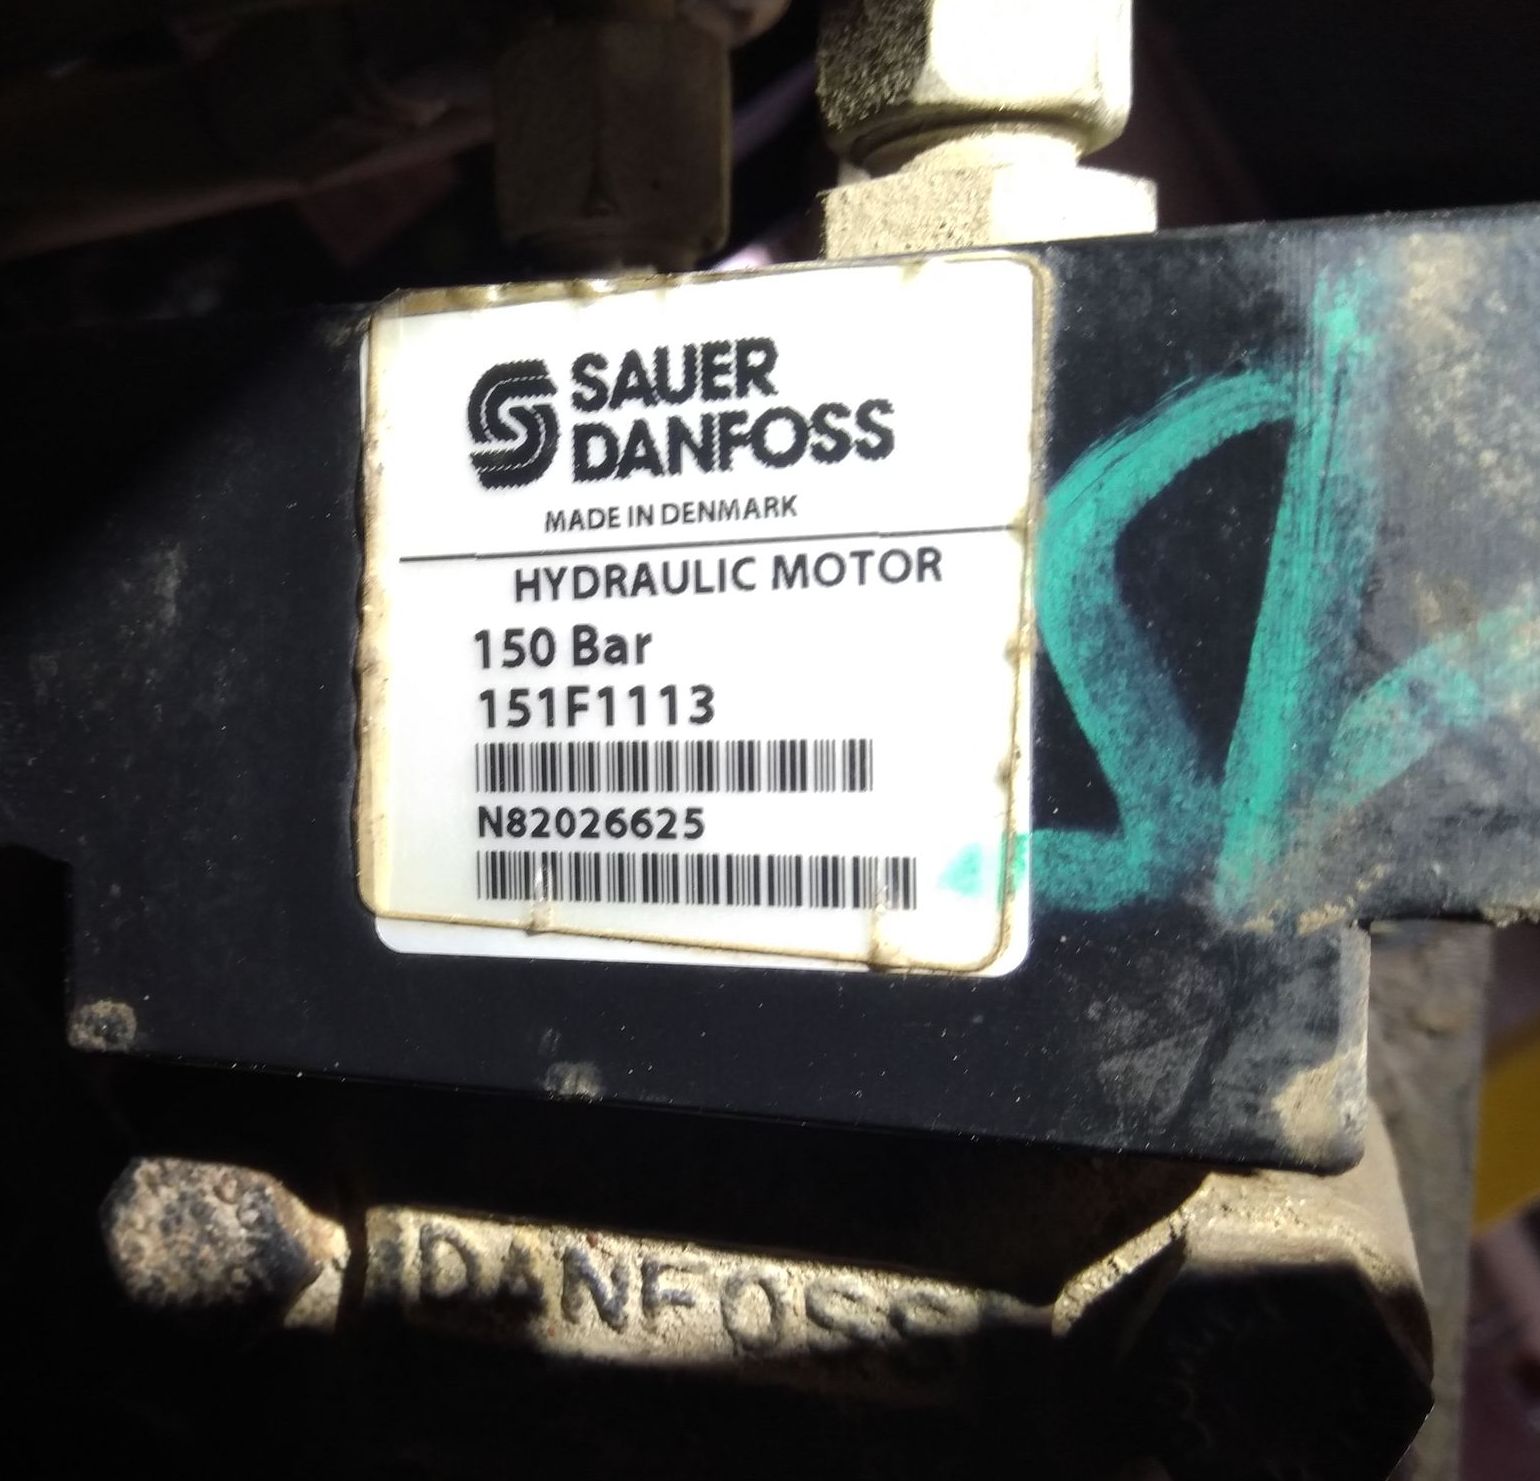 SAUER
DANFOSS
MADE IN DENMARK
HYDRAULIC MOTOR
150 Bar
151F1113
N82026625
DANFOSS